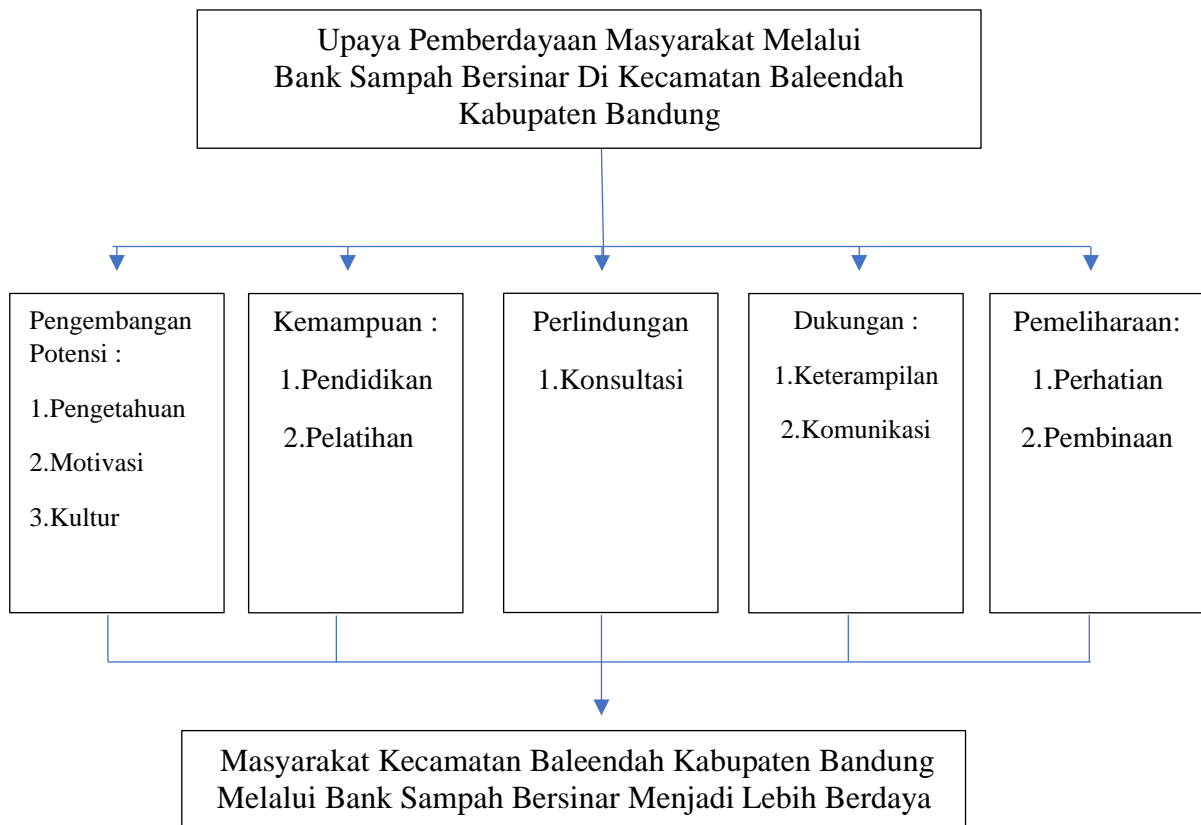 Upaya Pemberdayaan Masyarakat Melalui
Bank Sampah Bersinar Di Kecamatan Baleendah
Kabupaten Bandung
Pengembangan
Potensi :
1.Pengetahuan
2.Motivasi
3.Kultur
Kemampuan :
1.Pendidikan
2.Pelatihan
Perlindungan
1.Konsultasi
Dukungan :
1.Keterampilan
2.Komunikasi
Pemeliharaan:
1.Perhatian
2.Pembinaan
Masyarakat Kecamatan Baleendah Kabupaten Bandung
Melalui Bank Sampah Bersinar Menjadi Lebih Berdaya